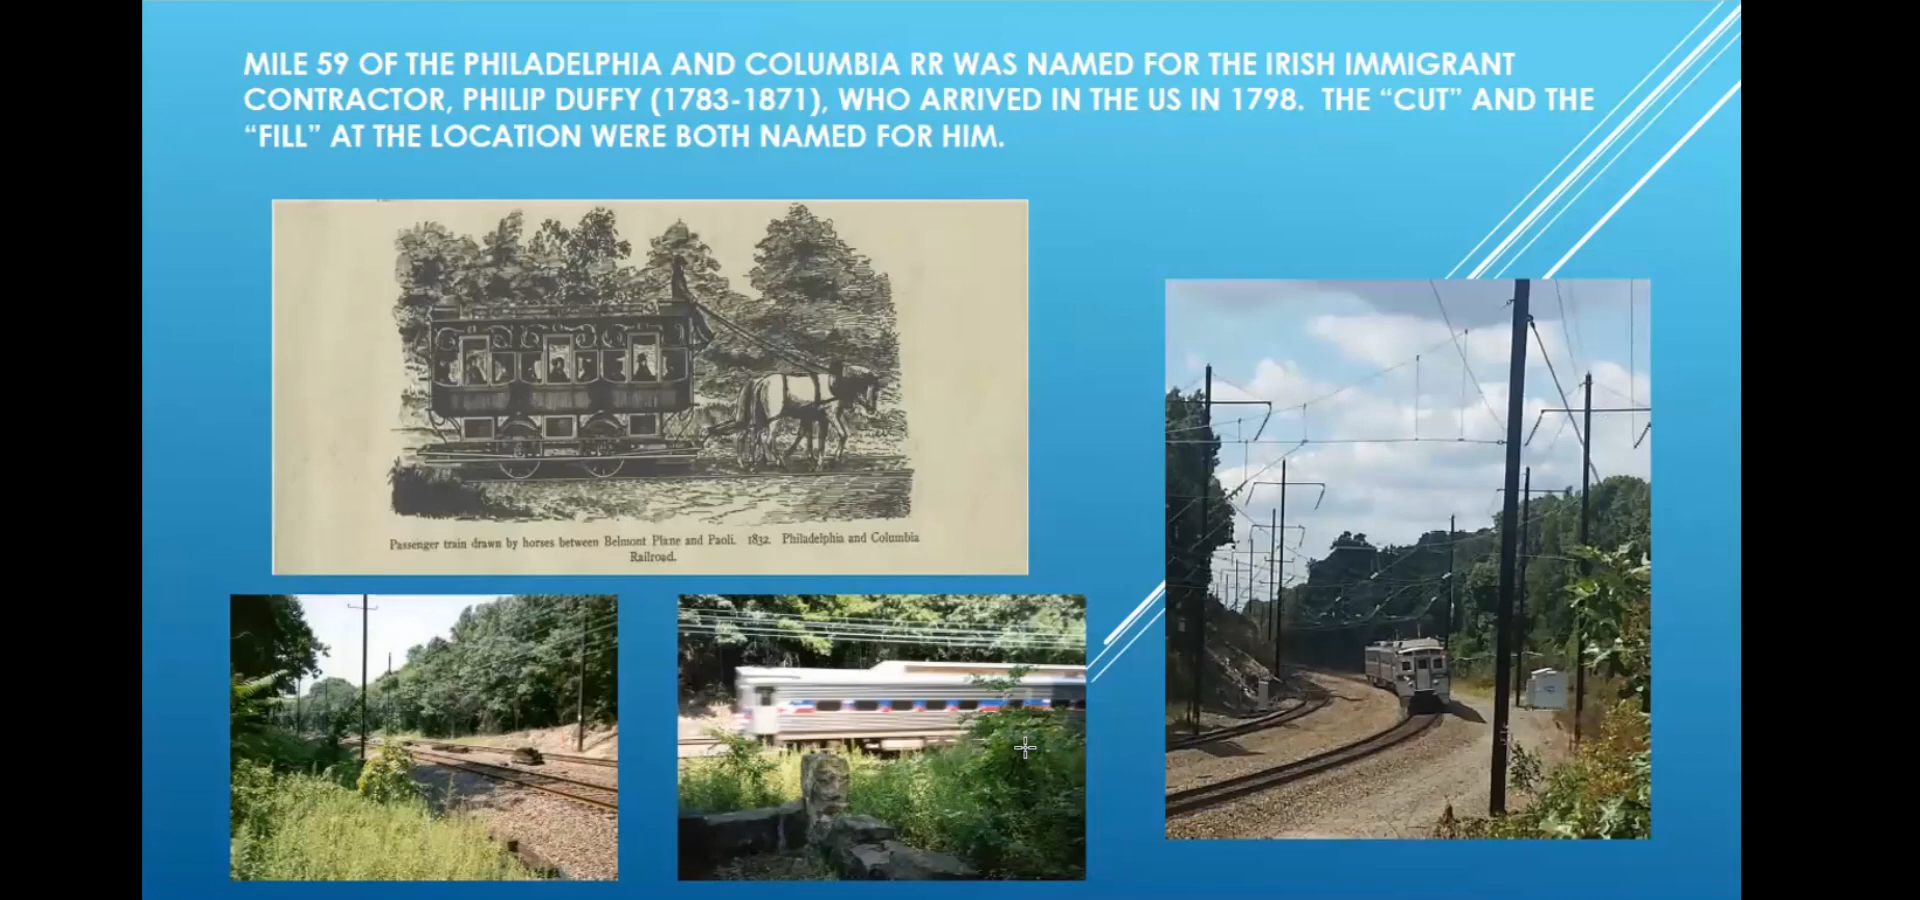 MILE 59 OF THE PHILADELPHIA AND COLUMBIA RR WAS NAMED FOR THE IRISH IMMIGRANT
CONTRACTOR, PHILIP DUFFY (1783-1871), WHO ARRIVED IN THE US IN 1798. THE “CUT” AND THE
“FILL” AT THE LOCATION WERE BOTH NAMED FOR HIM.
Passenger train drawn by horses between Belmont Plane and Paoli. 1832. Philadelphia and Columbia
Railroad.